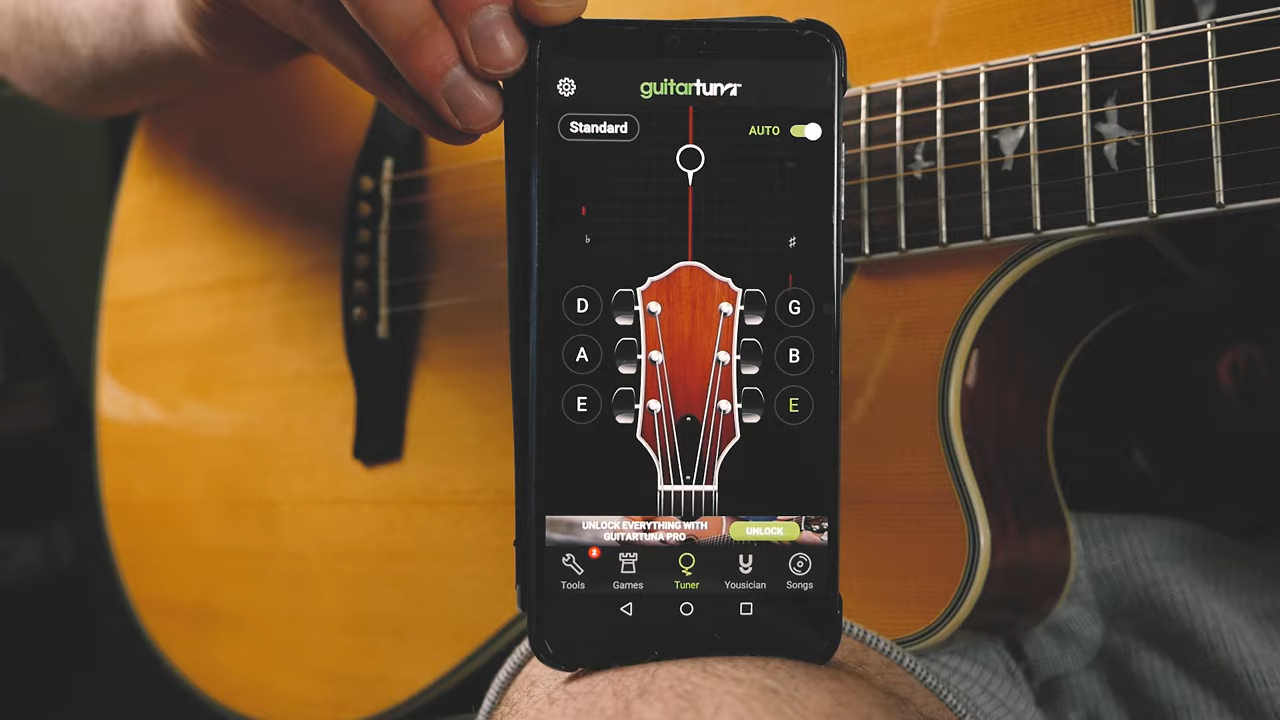 guitartuna
Standard
AUTO
♭
♯
D
G
A
B
E
E
UNLOCK EVERYTHING WITH
GUITARTUNA PRO
UNLOCK
2
Tools
Games
Tuner
Yousician
Songs